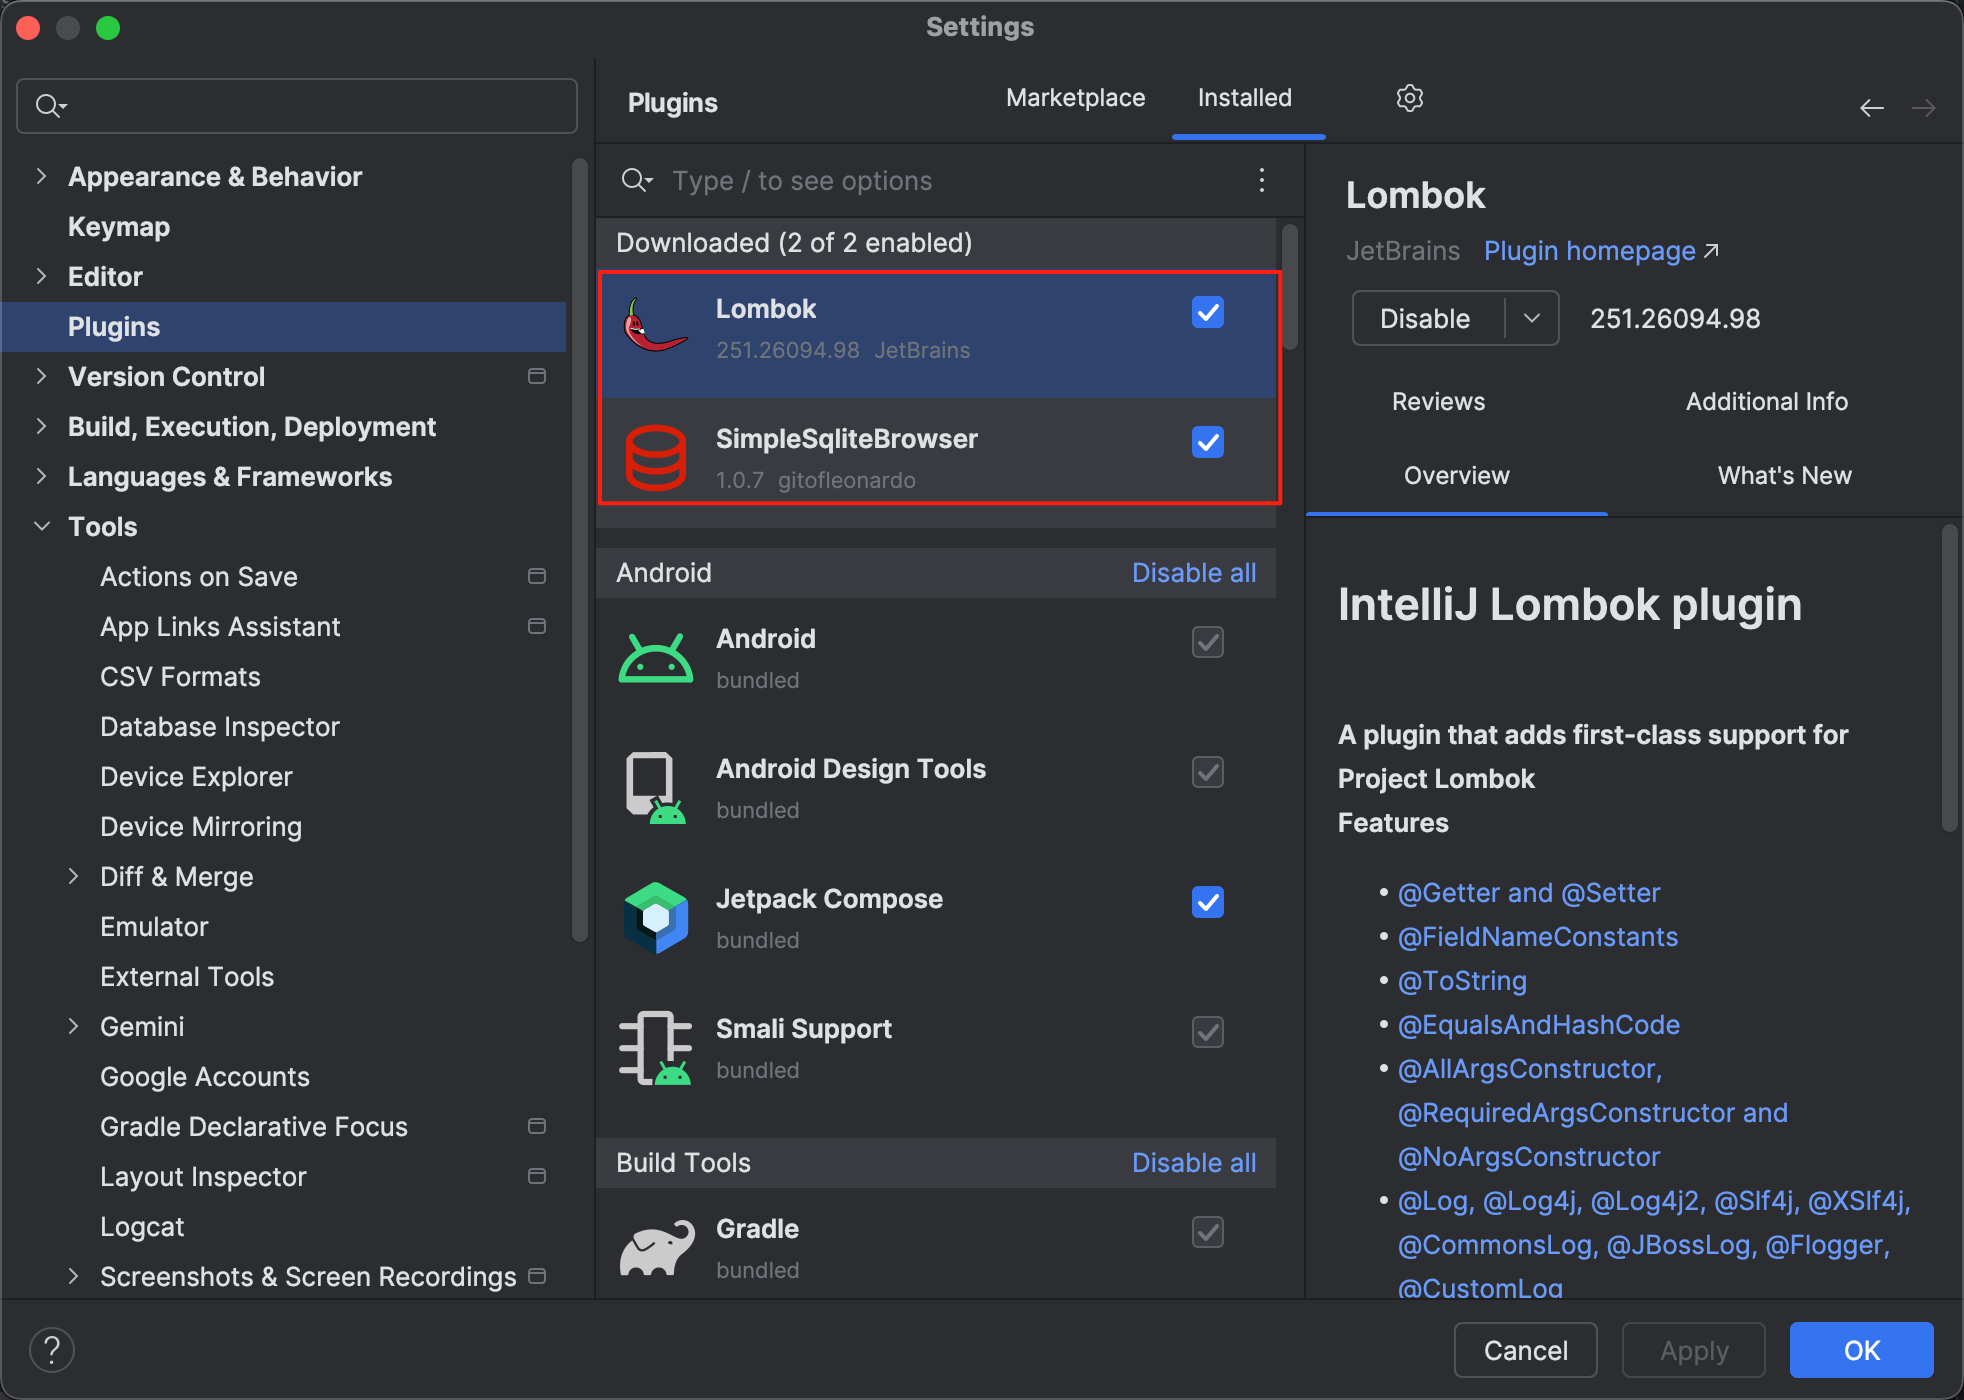 Settings
Appearance & Behavior
Keymap
Editor
Plugins
Version Control
Build, Execution, Deployment
Languages & Frameworks
Tools
Actions on Save
App Links Assistant
CSV Formats
Database Inspector
Device Explorer
Device Mirroring
Diff & Merge
Emulator
External Tools
Gemini
Google Accounts
Gradle Declarative Focus
Layout Inspector
Logcat
Screenshots & Screen Recordings
Plugins
Marketplace
Installed
Type / to see options
Downloaded (2 of 2 enabled)
Lombok
251.26094.98 JetBrains
SimpleSqliteBrowser
1.0.7 gitofleonardo
Android Disable all
Android
bundled
Android Design Tools
bundled
Jetpack Compose
bundled
Smali Support
bundled
Build Tools Disable all
Gradle
bundled
Lombok
JetBrains Plugin homepage ↗
Disable 251.26094.98
Reviews Additional Info
Overview What's New
IntelliJ Lombok plugin
A plugin that adds first-class support for
Project Lombok
Features
• @Getter and @Setter
• @FieldNameConstants
• @ToString
• @EqualsAndHashCode
• @AllArgsConstructor,
@RequiredArgsConstructor and
@NoArgsConstructor
• @Log, @Log4j, @Log4j2, @Slf4j, @XSlf4j,
@CommonsLog, @JBossLog, @Flogger,
@CustomLog
?
Cancel
Apply
OK